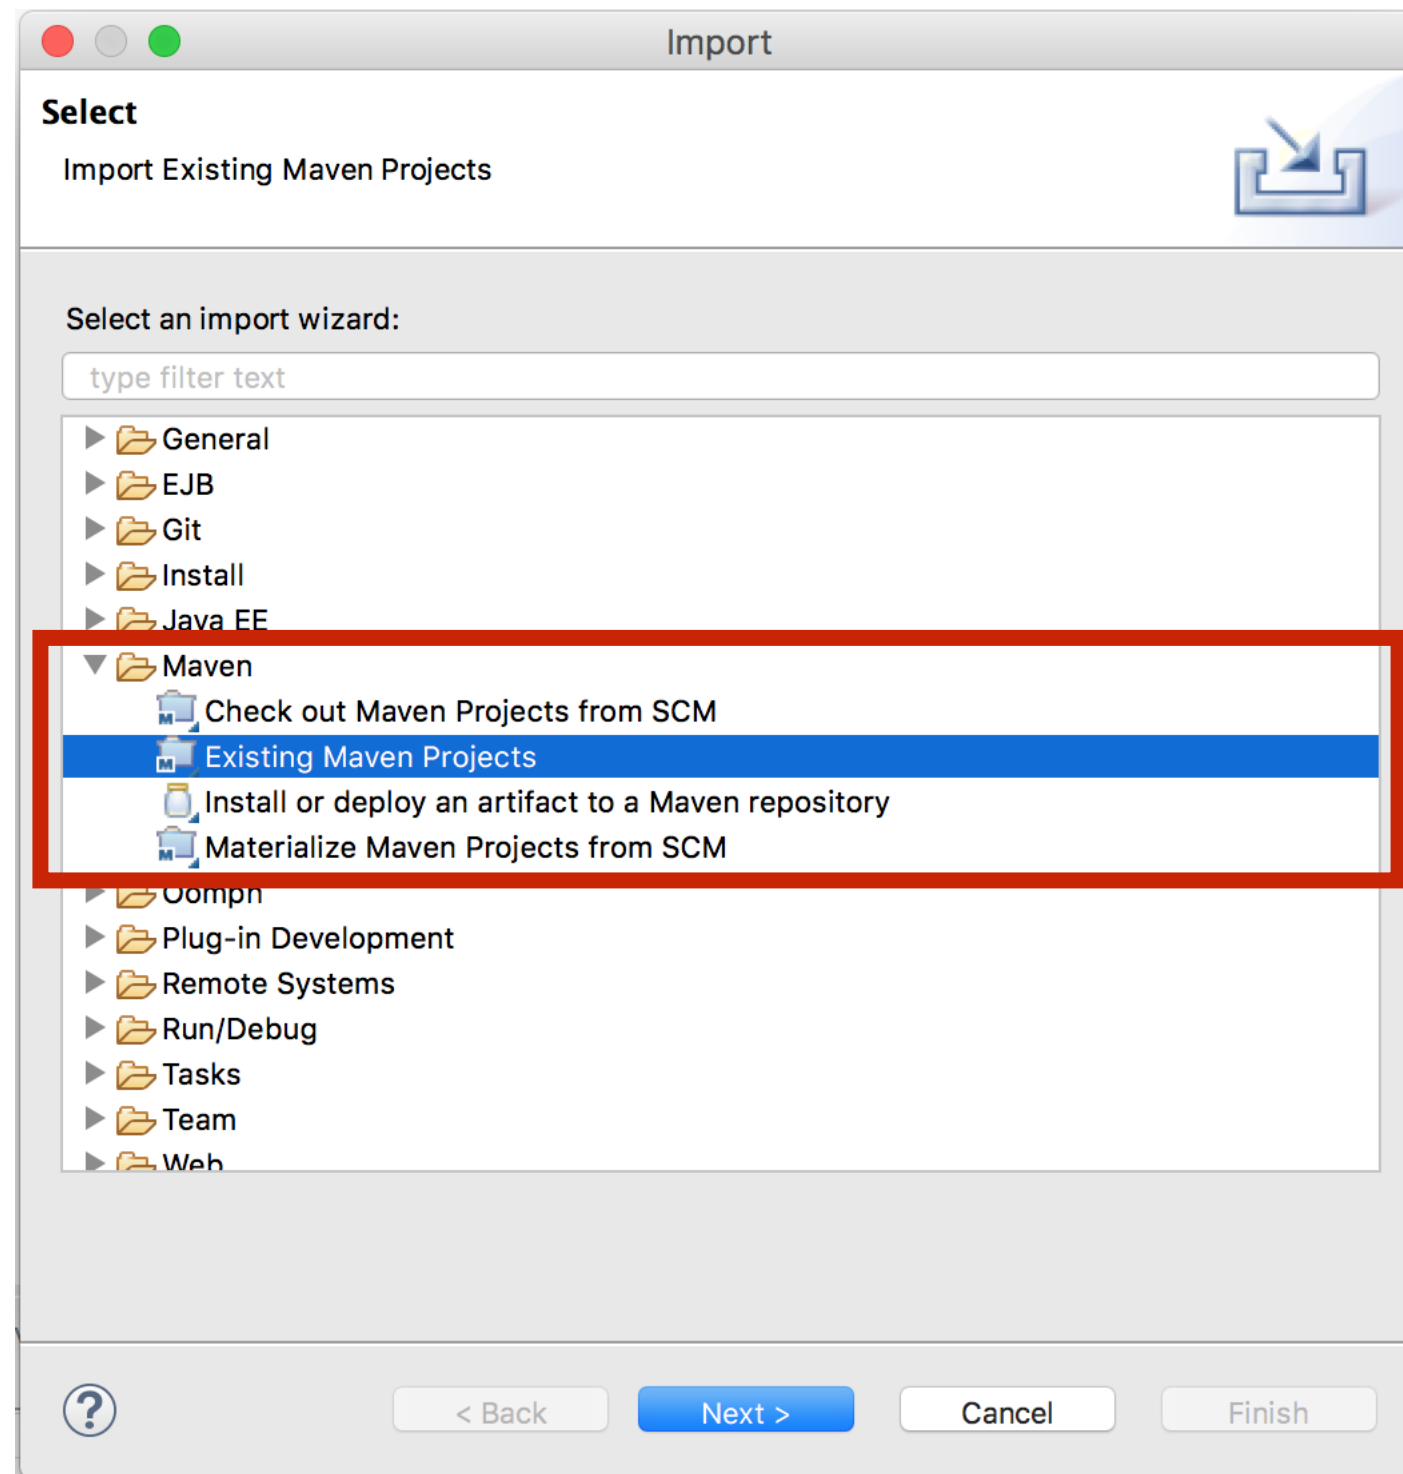 Import
Select
Import Existing Maven Projects
Select an import wizard:
type filter text
General
EJB
Git
Install
Java EE
Maven
Check out Maven Projects from SCM
Existing Maven Projects
Install or deploy an artifact to a Maven repository
Materialize Maven Projects from SCM
Oomph
Plug-in Development
Remote Systems
Run/Debug
Tasks
Team
Web
?
< Back
Next >
Cancel
Finish